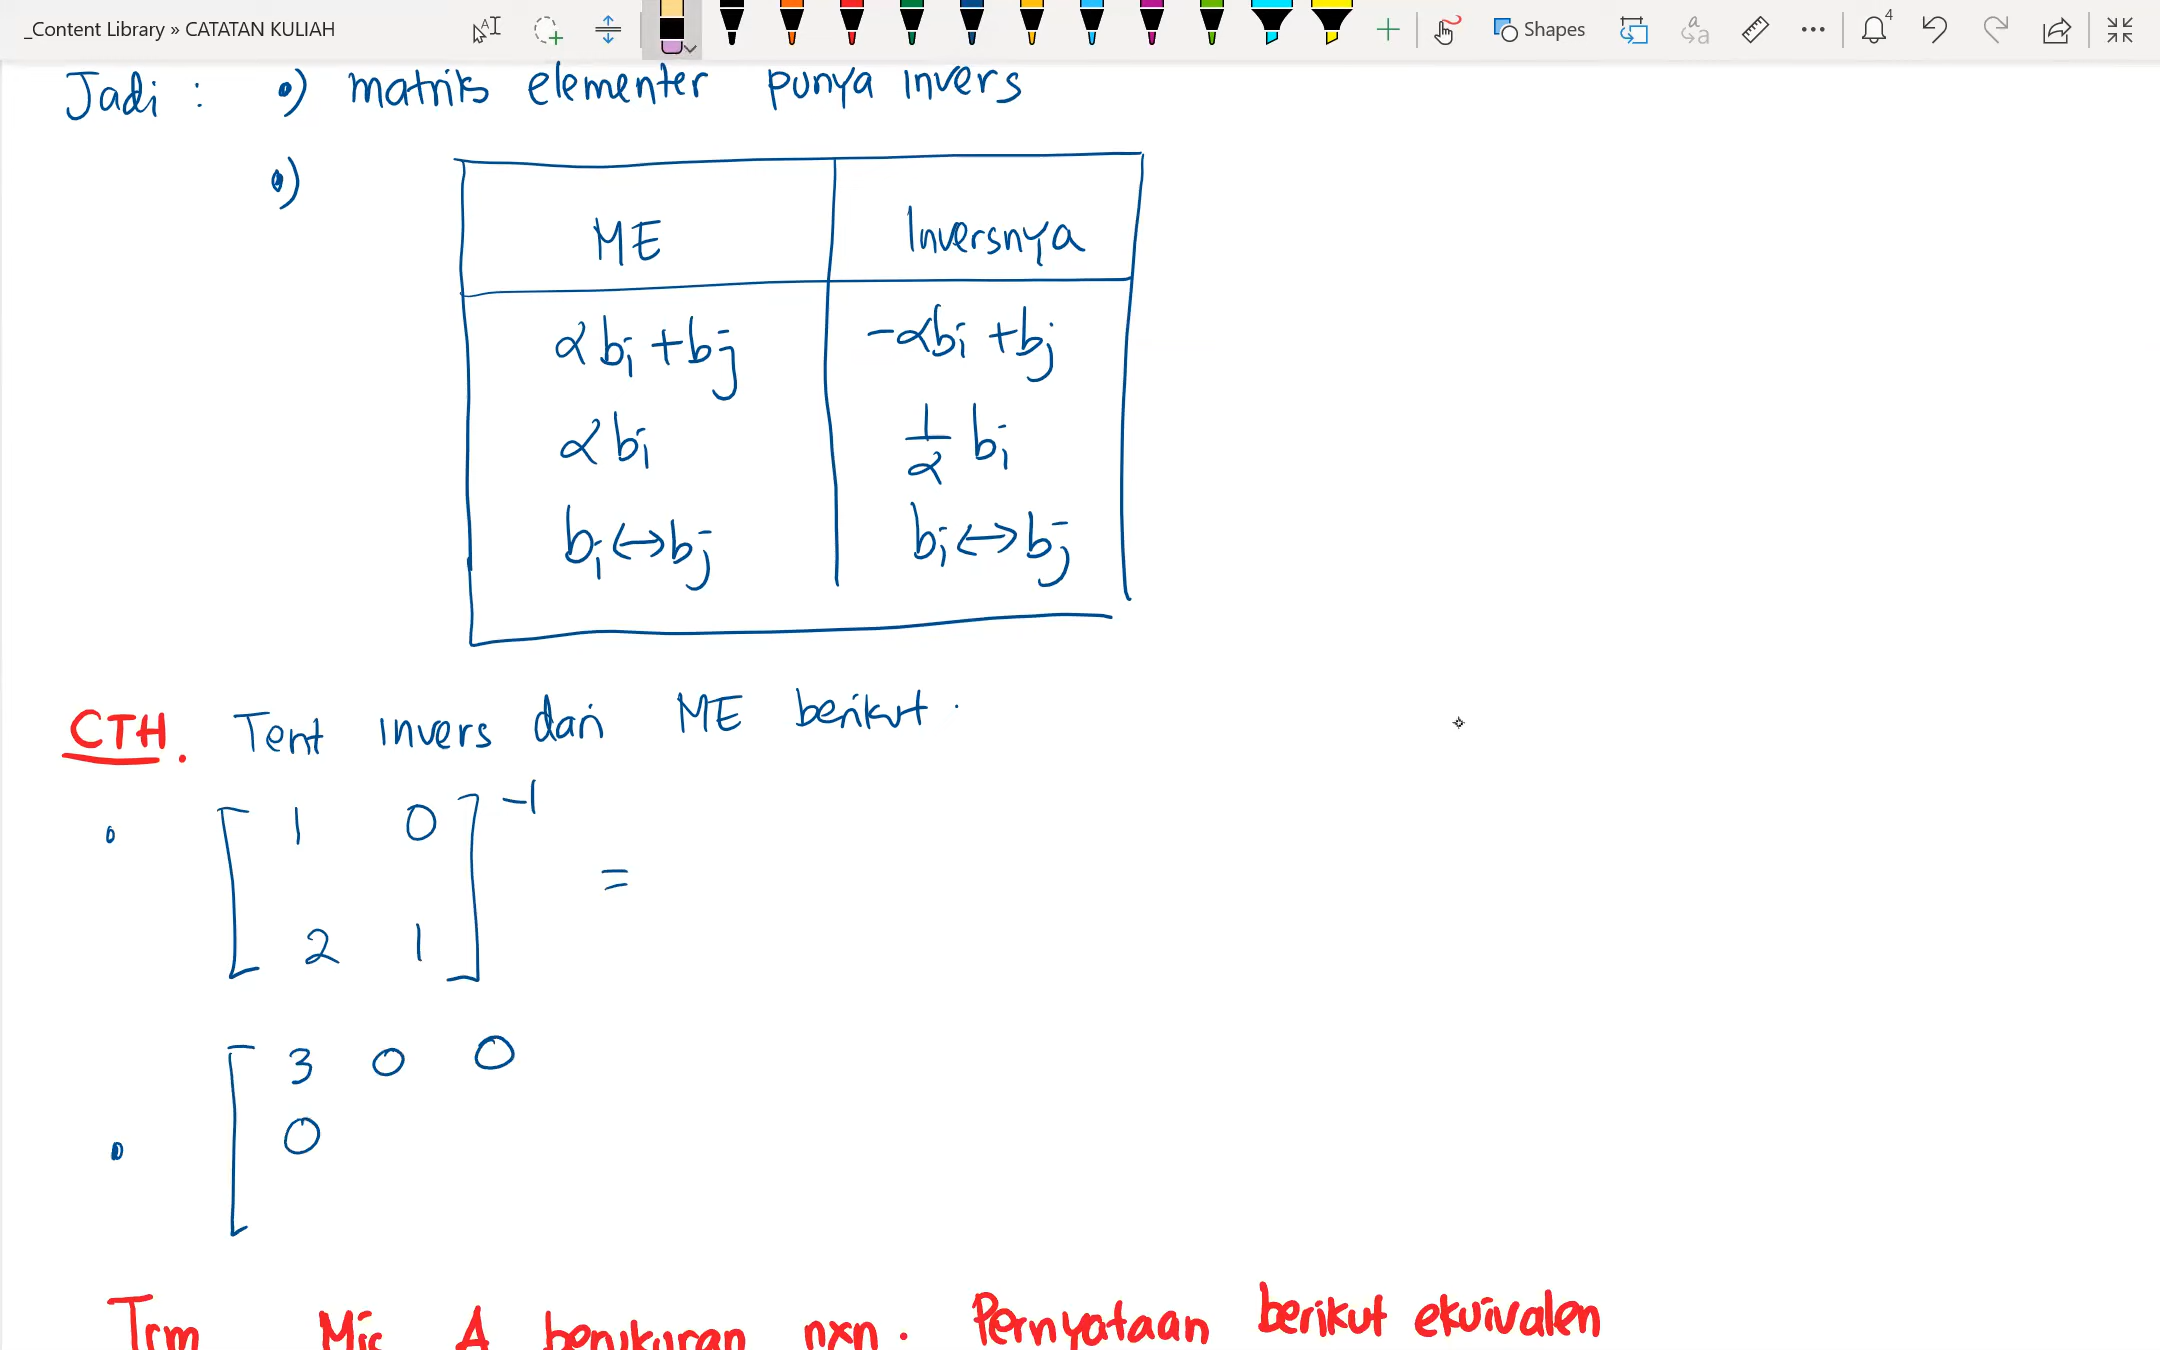 _Content Library » CATATAN KULIAH
Shapes
4
Jadi : •) matriks elementer punya invers
•)
ME Inversnya
αbi + bj -αbi + bj
αbi 1/α bi
bi ↔ bj bi ↔ bj
CTH. Tent invers dari ME berikut.
• [ 1 0 ]⁻¹ =
2 1
• [ 3 0 0
0
A berukuran nxn. Pernyataan berikut ekuivalen